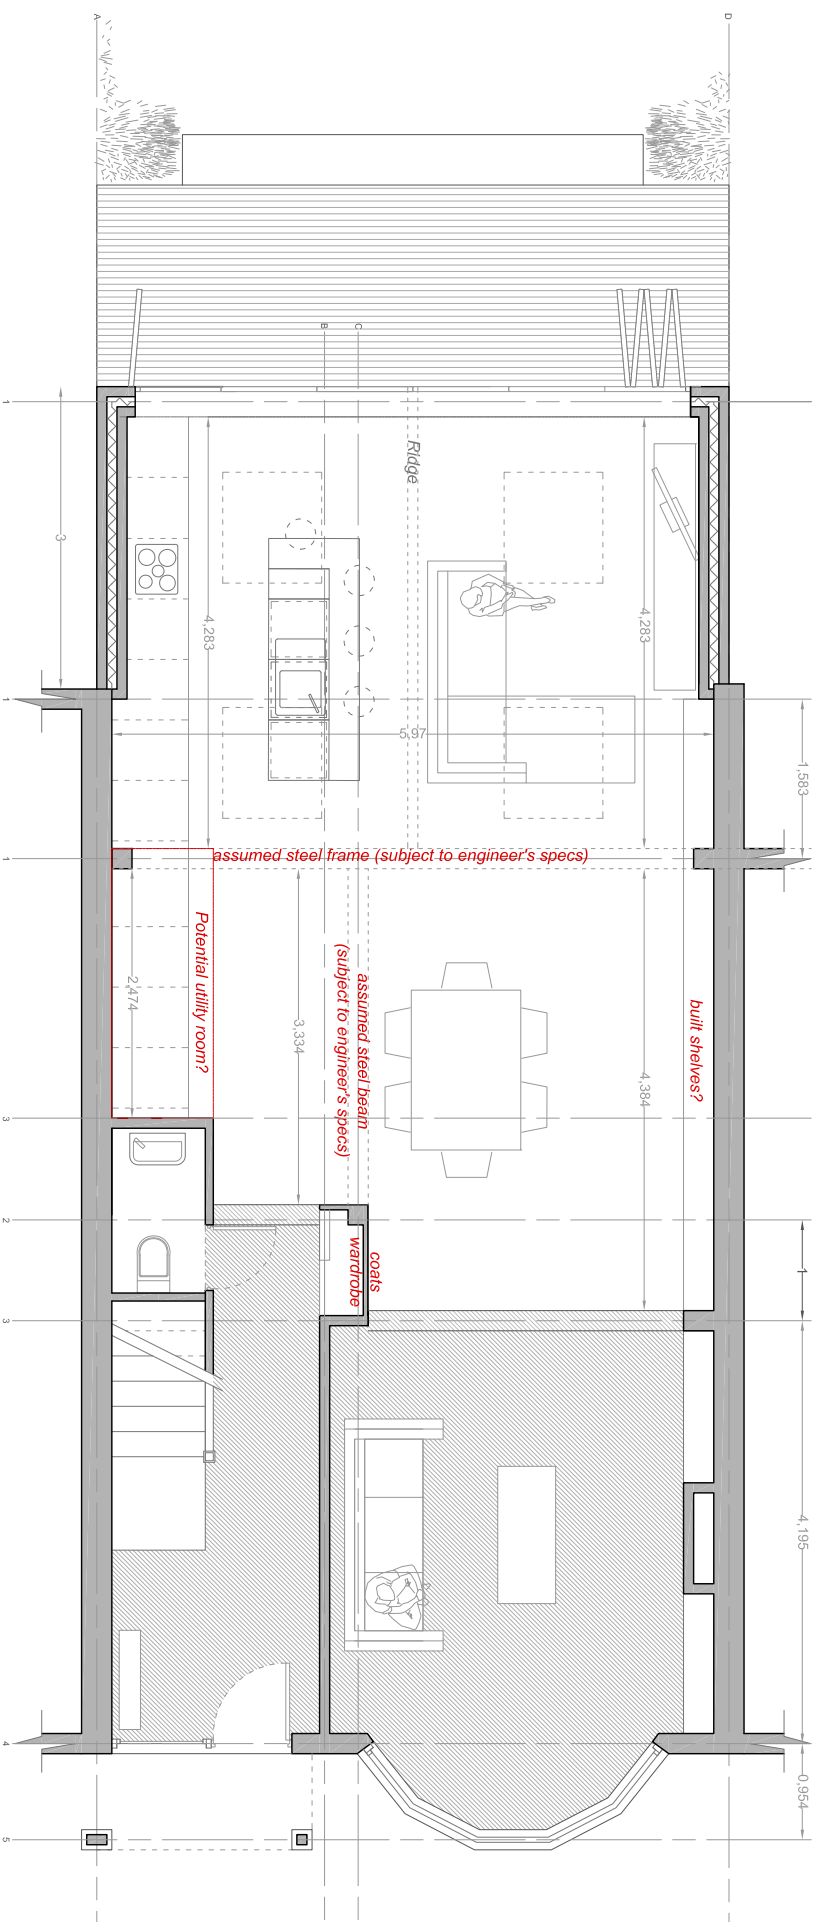 A
D
B
C
1
3
Ridge
4,283
4,283
1
5,97
1,583
1
assumed steel frame (subject to engineer's specs)
Potential utility room?
2,474
3,334
assumed steel beam
(subject to engineer's specs)
4,384
built shelves?
3
2
coats
wardrobe
1
3
4,195
4
0,954
5